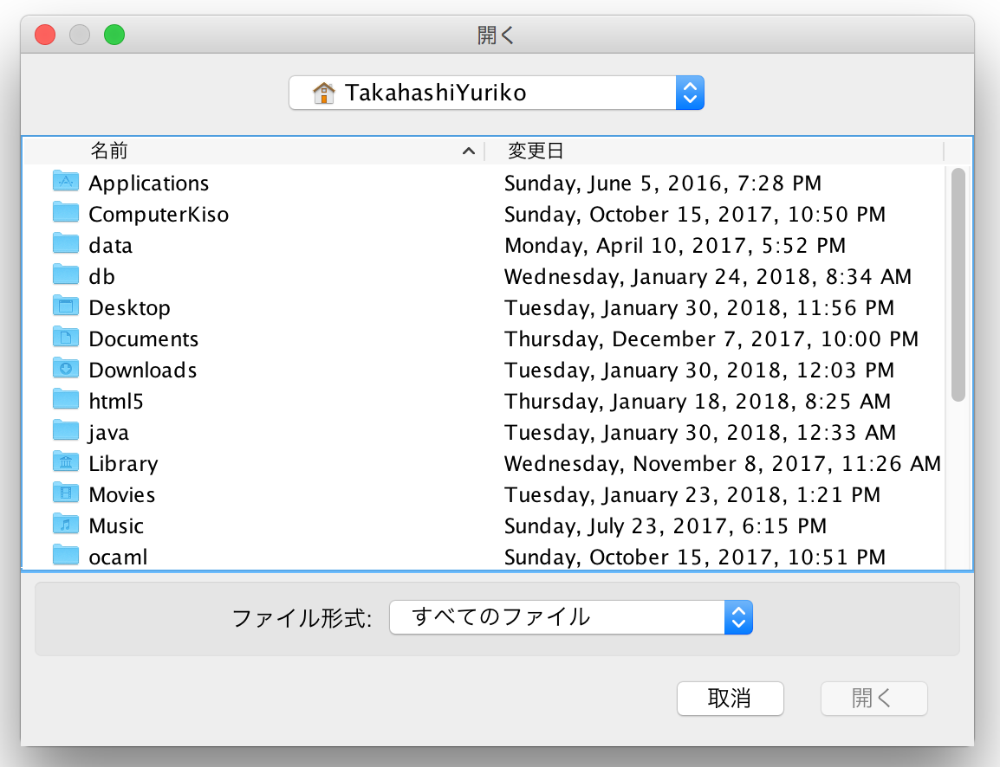 開く
TakahashiYuriko
名前 変更日
Applications Sunday, June 5, 2016, 7:28 PM
ComputerKiso Sunday, October 15, 2017, 10:50 PM
data Monday, April 10, 2017, 5:52 PM
db Wednesday, January 24, 2018, 8:34 AM
Desktop Tuesday, January 30, 2018, 11:56 PM
Documents Thursday, December 7, 2017, 10:00 PM
Downloads Tuesday, January 30, 2018, 12:03 PM
html5 Thursday, January 18, 2018, 8:25 AM
java Tuesday, January 30, 2018, 12:33 AM
Library Wednesday, November 8, 2017, 11:26 AM
Movies Tuesday, January 23, 2018, 1:21 PM
Music Sunday, July 23, 2017, 6:15 PM
ocaml Sunday, October 15, 2017, 10:51 PM
ファイル形式: すべてのファイル
取消 開く